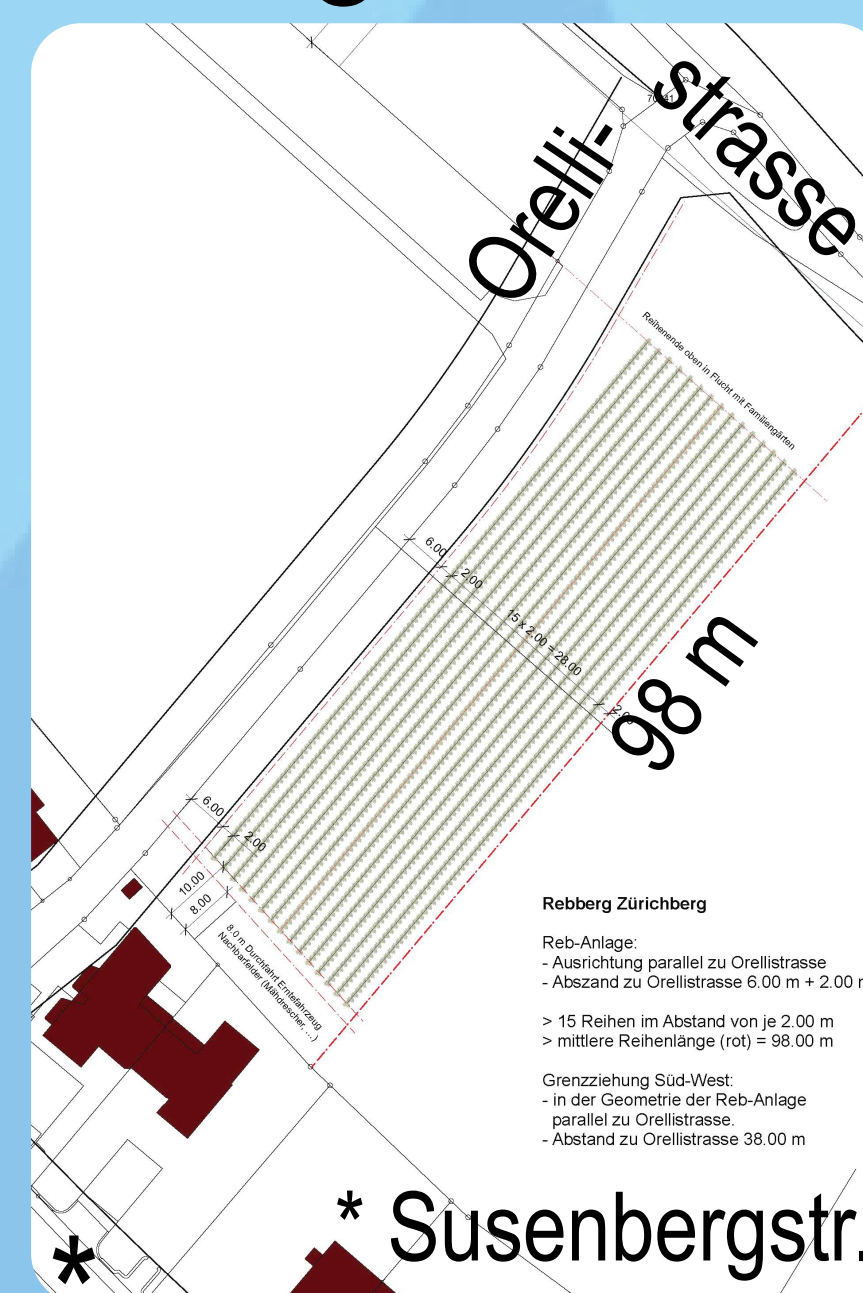 Orelli-
strasse
Reihenende oben in Flucht mit Familiengärten
6.00
2.00
15 x 2.00 = 28.00
2.00
98 m
6.00
2.00
10.00
8.00
8.0 m Durchfahrt Erntefahrzeug
Nachbarfelder (Mähdrescher, ...)
Rebberg Zürichberg
Reb-Anlage:
- Ausrichtung parallel zu Orellistrasse
- Abszand zu Orellistrasse 6.00 m + 2.00 m
> 15 Reihen im Abstand von je 2.00 m
> mittlere Reihenlänge (rot) = 98.00 m
Grenzziehung Süd-West:
- in der Geometrie der Reb-Anlage
parallel zu Orellistrasse.
- Abstand zu Orellistrasse 38.00 m
* Susenbergstr.
*